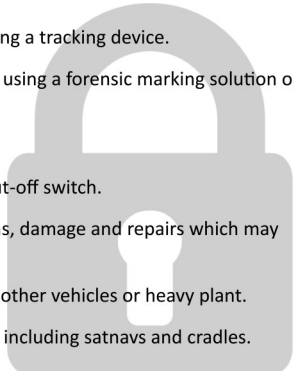 ng a tracking device.
using a forensic marking solution o
t-off switch.
s, damage and repairs which may
other vehicles or heavy plant.
including satnavs and cradles.